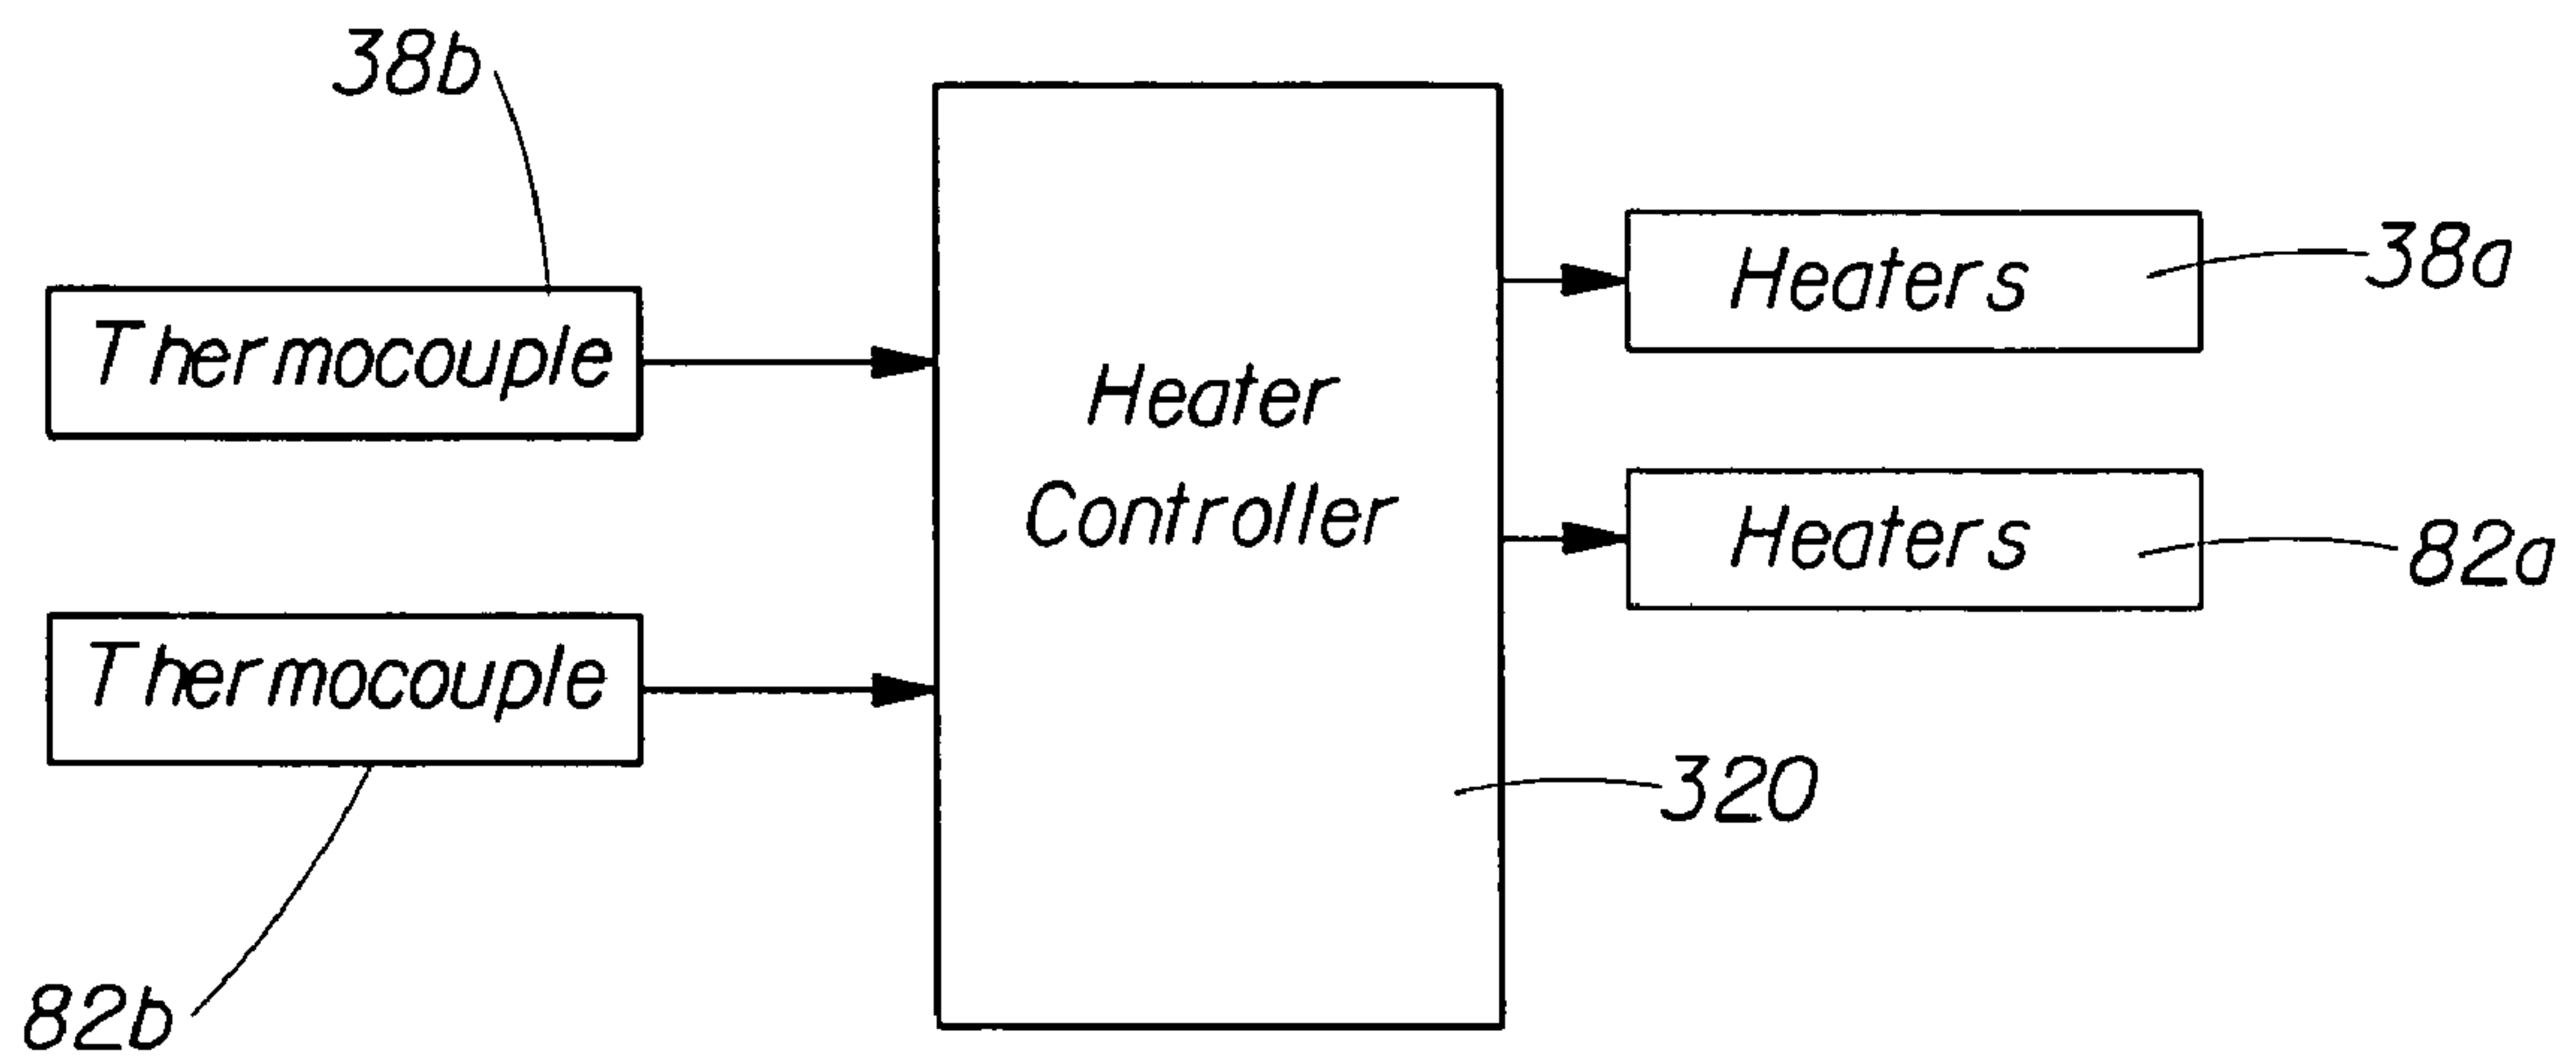 38b
Thermocouple
Heater
Controller
Heaters
38a
Heaters
82a
Thermocouple
320
82b